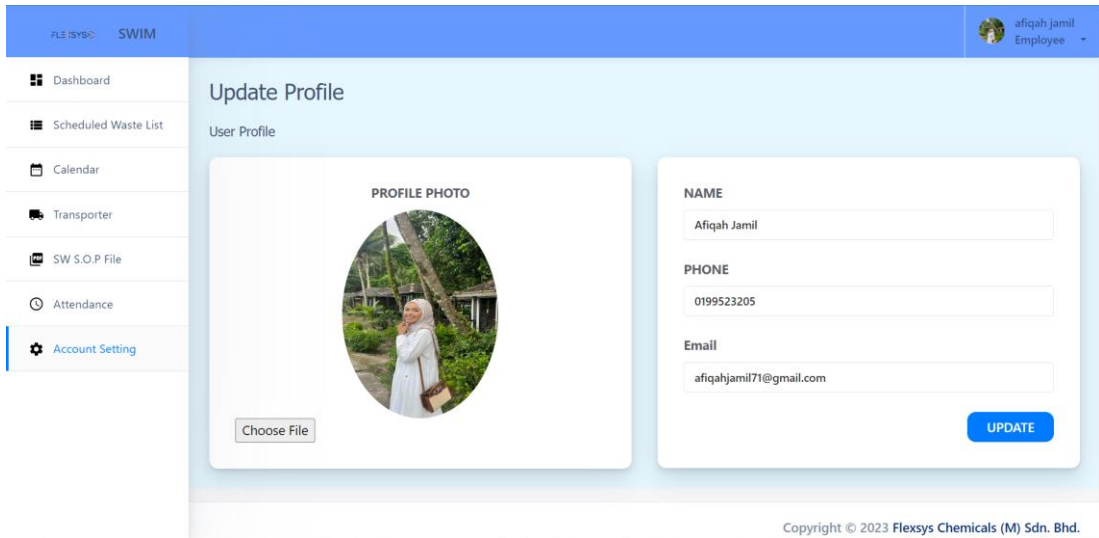 FLEXSYS SWIM
afiqah jamil
Employee
Dashboard
Scheduled Waste List
Calendar
Transporter
SW S.O.P File
Attendance
Account Setting
Update Profile
User Profile
PROFILE PHOTO
Choose File
NAME
Afiqah Jamil
PHONE
0199523205
Email
afiqahjamil71@gmail.com
UPDATE
Copyright © 2023 Flexsys Chemicals (M) Sdn. Bhd.